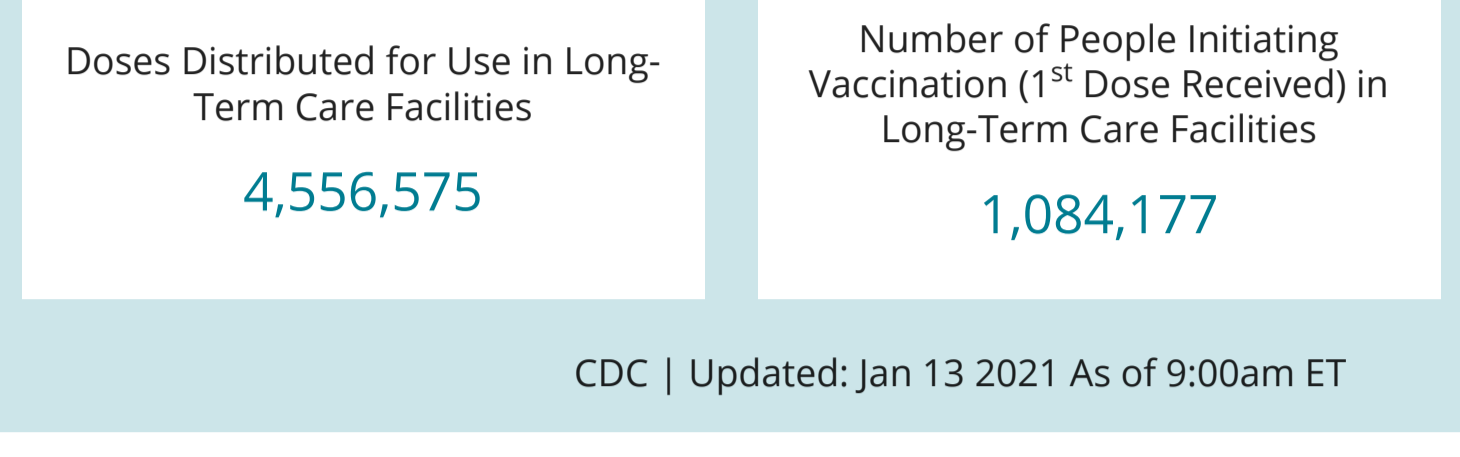 Doses Distributed for Use in Long-
Term Care Facilities
4,556,575
Number of People Initiating
Vaccination (1st Dose Received) in
Long-Term Care Facilities
1,084,177
CDC | Updated: Jan 13 2021 As of 9:00am ET